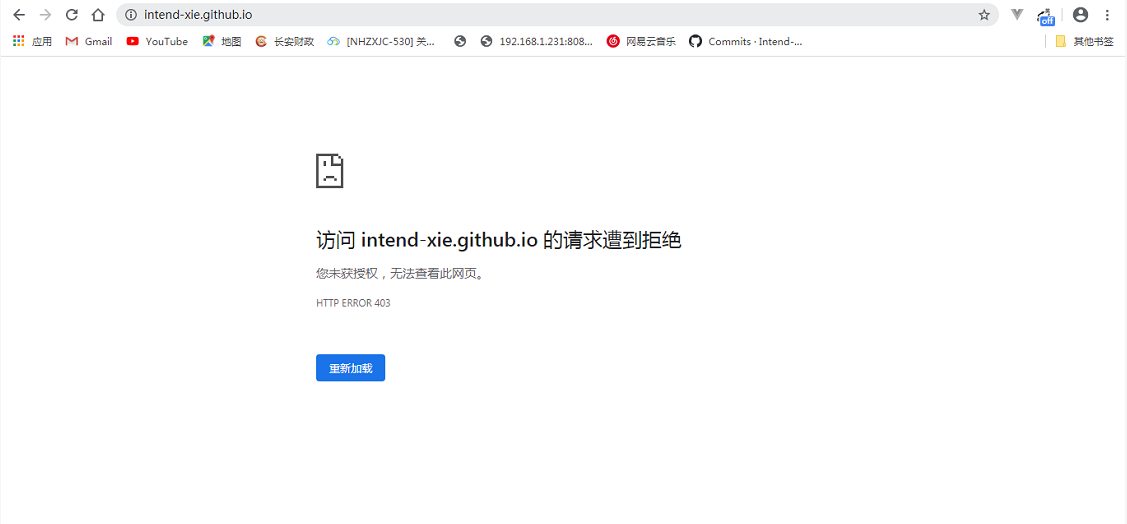 intend-xie.github.io
off
应用 Gmail YouTube 地图 长安财政 [NHZXJC-530] 关... 192.168.1.231:808... 网易云音乐 Commits · Intend-... 其他书签
访问 intend-xie.github.io 的请求遭到拒绝
您未获授权，无法查看此网页。
HTTP ERROR 403
重新加载